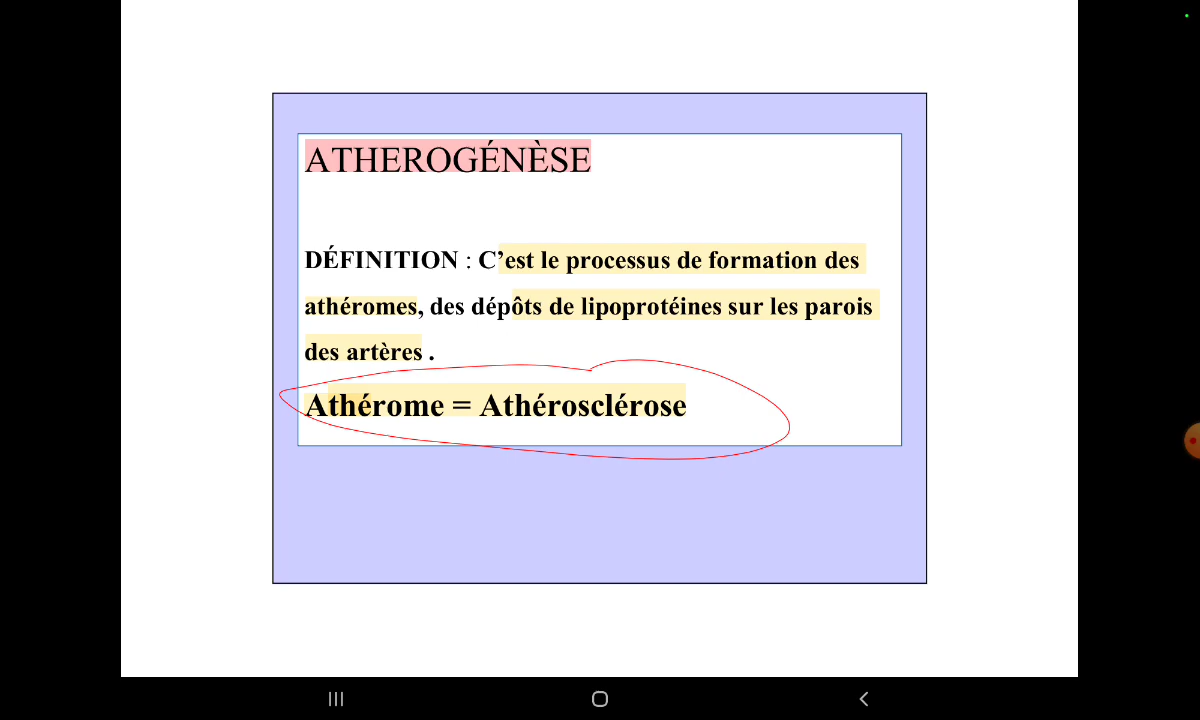 ATHEROGÉNÈSE
DÉFINITION : C’est le processus de formation des
athéromes, des dépôts de lipoprotéines sur les parois
des artères .
Athérome = Athérosclérose